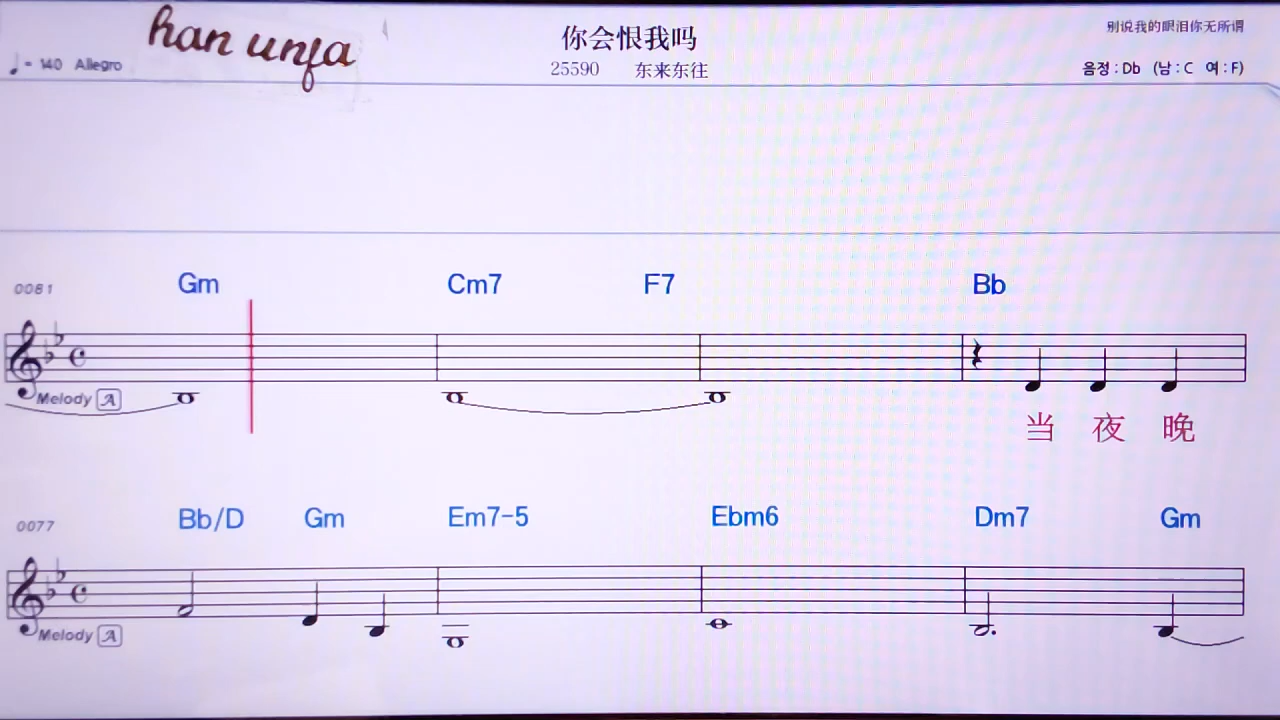 han unja
你会恨我吗
别说我的眼泪你无所谓
♩= 140 Allegro
25590 东来东往
음정 : Db (남 : C 여 : F)
0081 Gm Cm7 F7 Bb
Melody A
当 夜 晚
0077 Bb/D Gm Em7-5 Ebm6 Dm7 Gm
Melody A